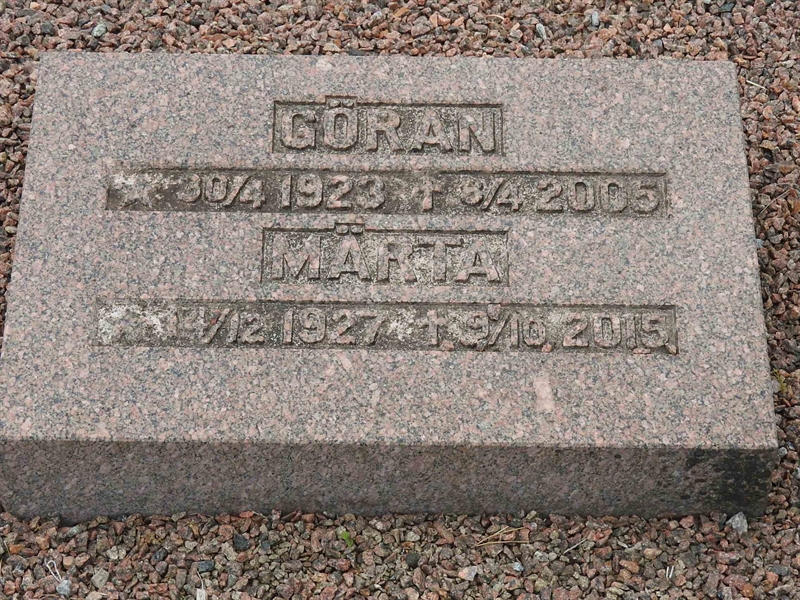 GÖRAN
* 30/4 1923 † 8/4 2005
MÄRTA
* 14/12 1927 † 9/10 2015